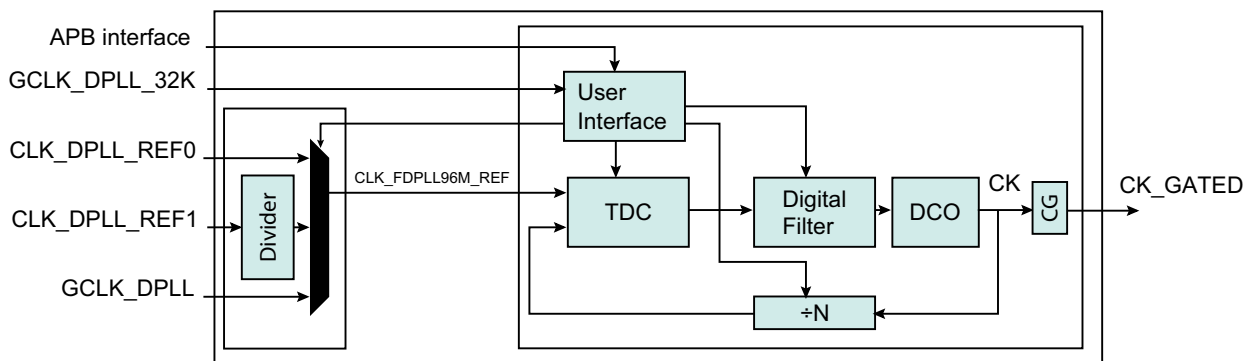 APB interface
GCLK_DPLL_32K
User
Interface
CLK_DPLL_REF0
CLK_FDPLL96M_REF
CLK_DPLL_REF1
Divider
TDC
Digital
Filter
DCO
CK
CG
CK_GATED
GCLK_DPLL
÷N